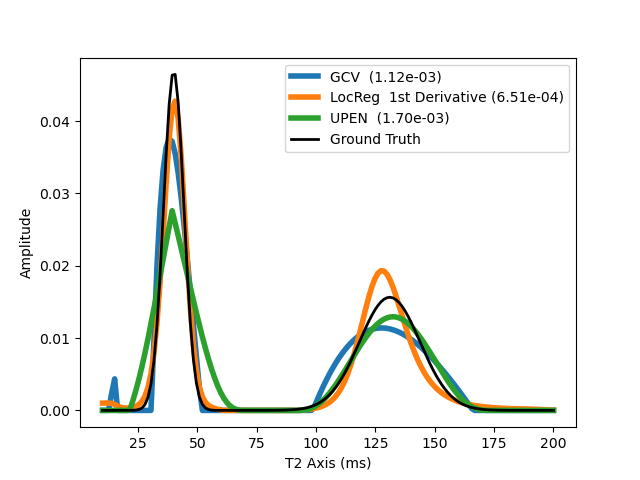 GCV  (1.12e-03)
LocReg  1st Derivative (6.51e-04)
UPEN  (1.70e-03)
Ground Truth
Amplitude
0.04
0.03
0.02
0.01
0.00
25 50 75 100 125 150 175 200
T2 Axis (ms)